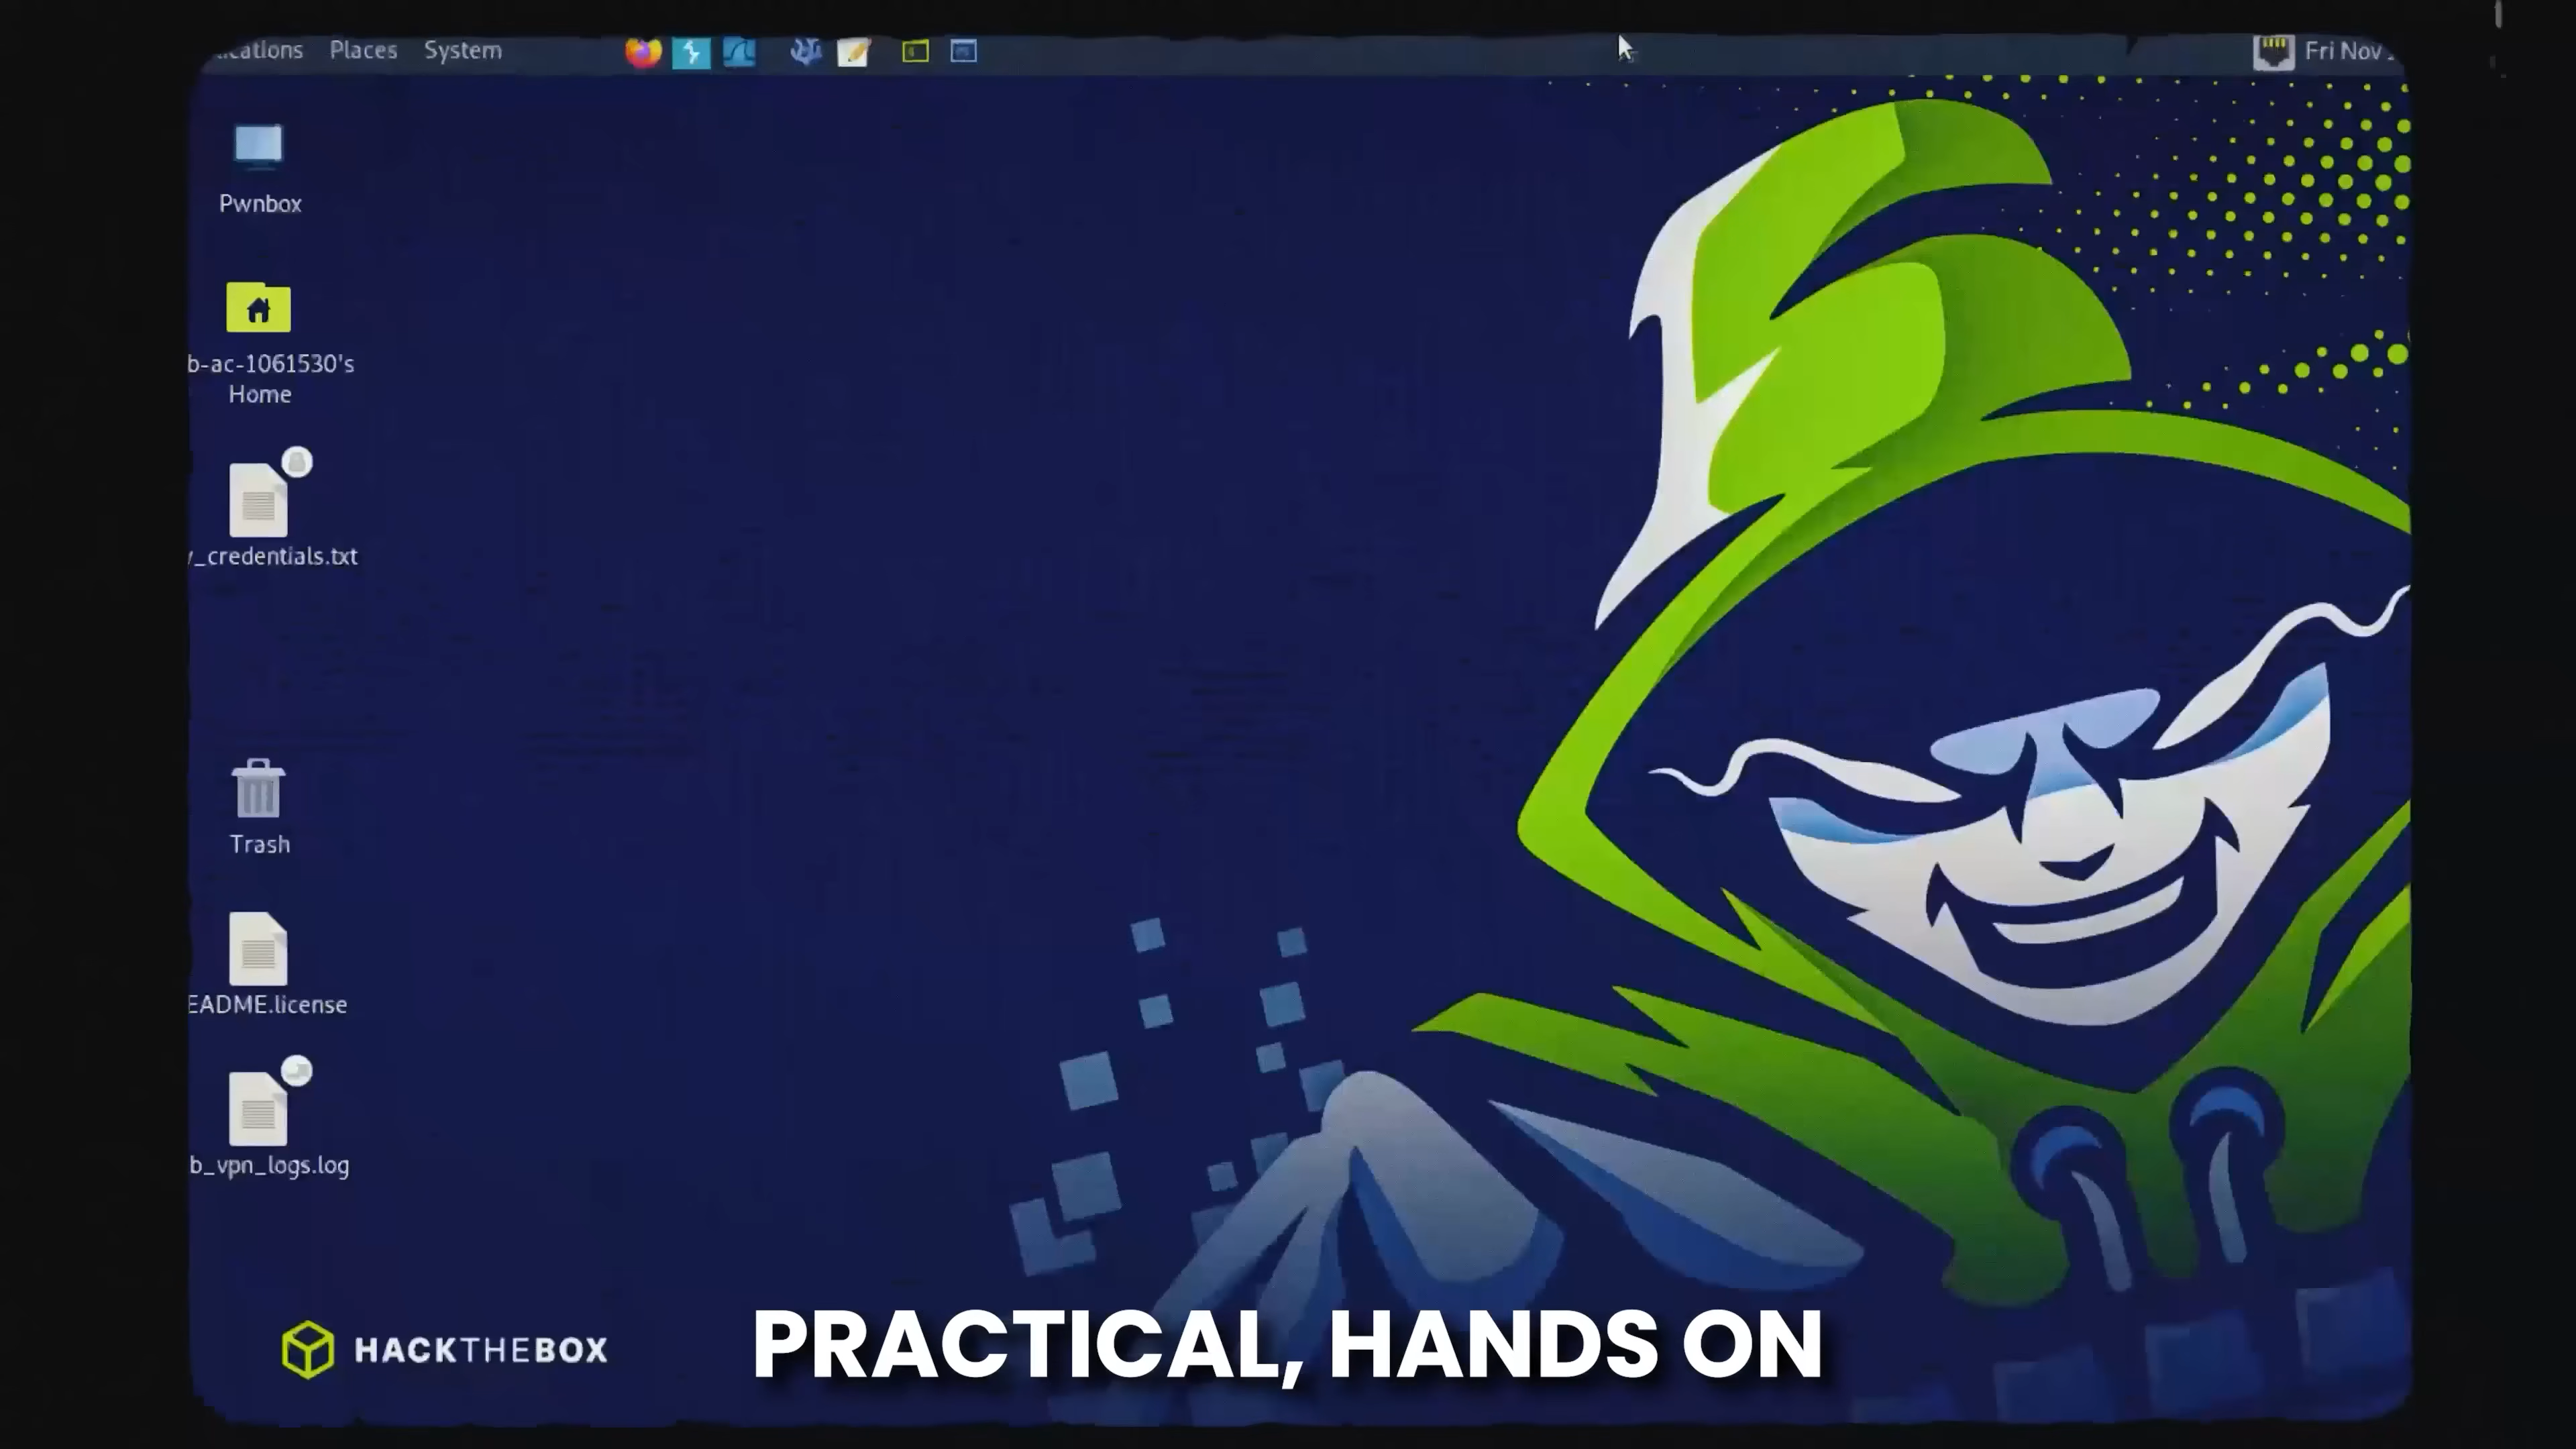 ications Places System
Fri Nov
Pwnbox
b-ac-1061530's
Home
_credentials.txt
Trash
EADME.license
b_vpn_logs.log
HACKTHEBOX
PRACTICAL, HANDS ON